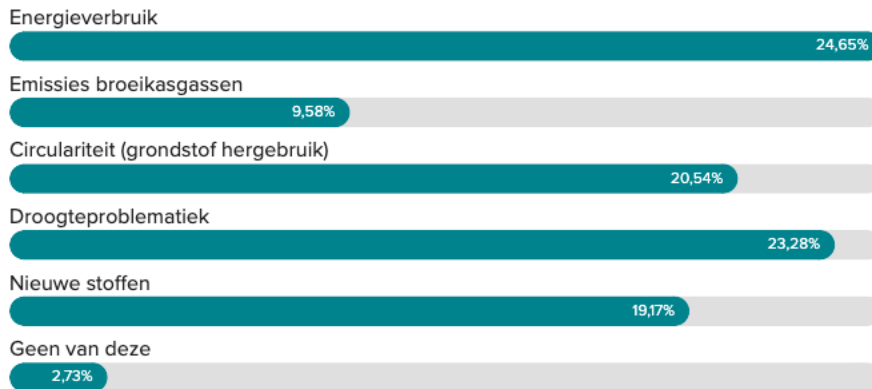 Energieverbruik
24,65%
Emissies broeikasgassen
9,58%
Circulariteit (grondstof hergebruik)
20,54%
Droogteproblematiek
23,28%
Nieuwe stoffen
19,17%
Geen van deze
2,73%